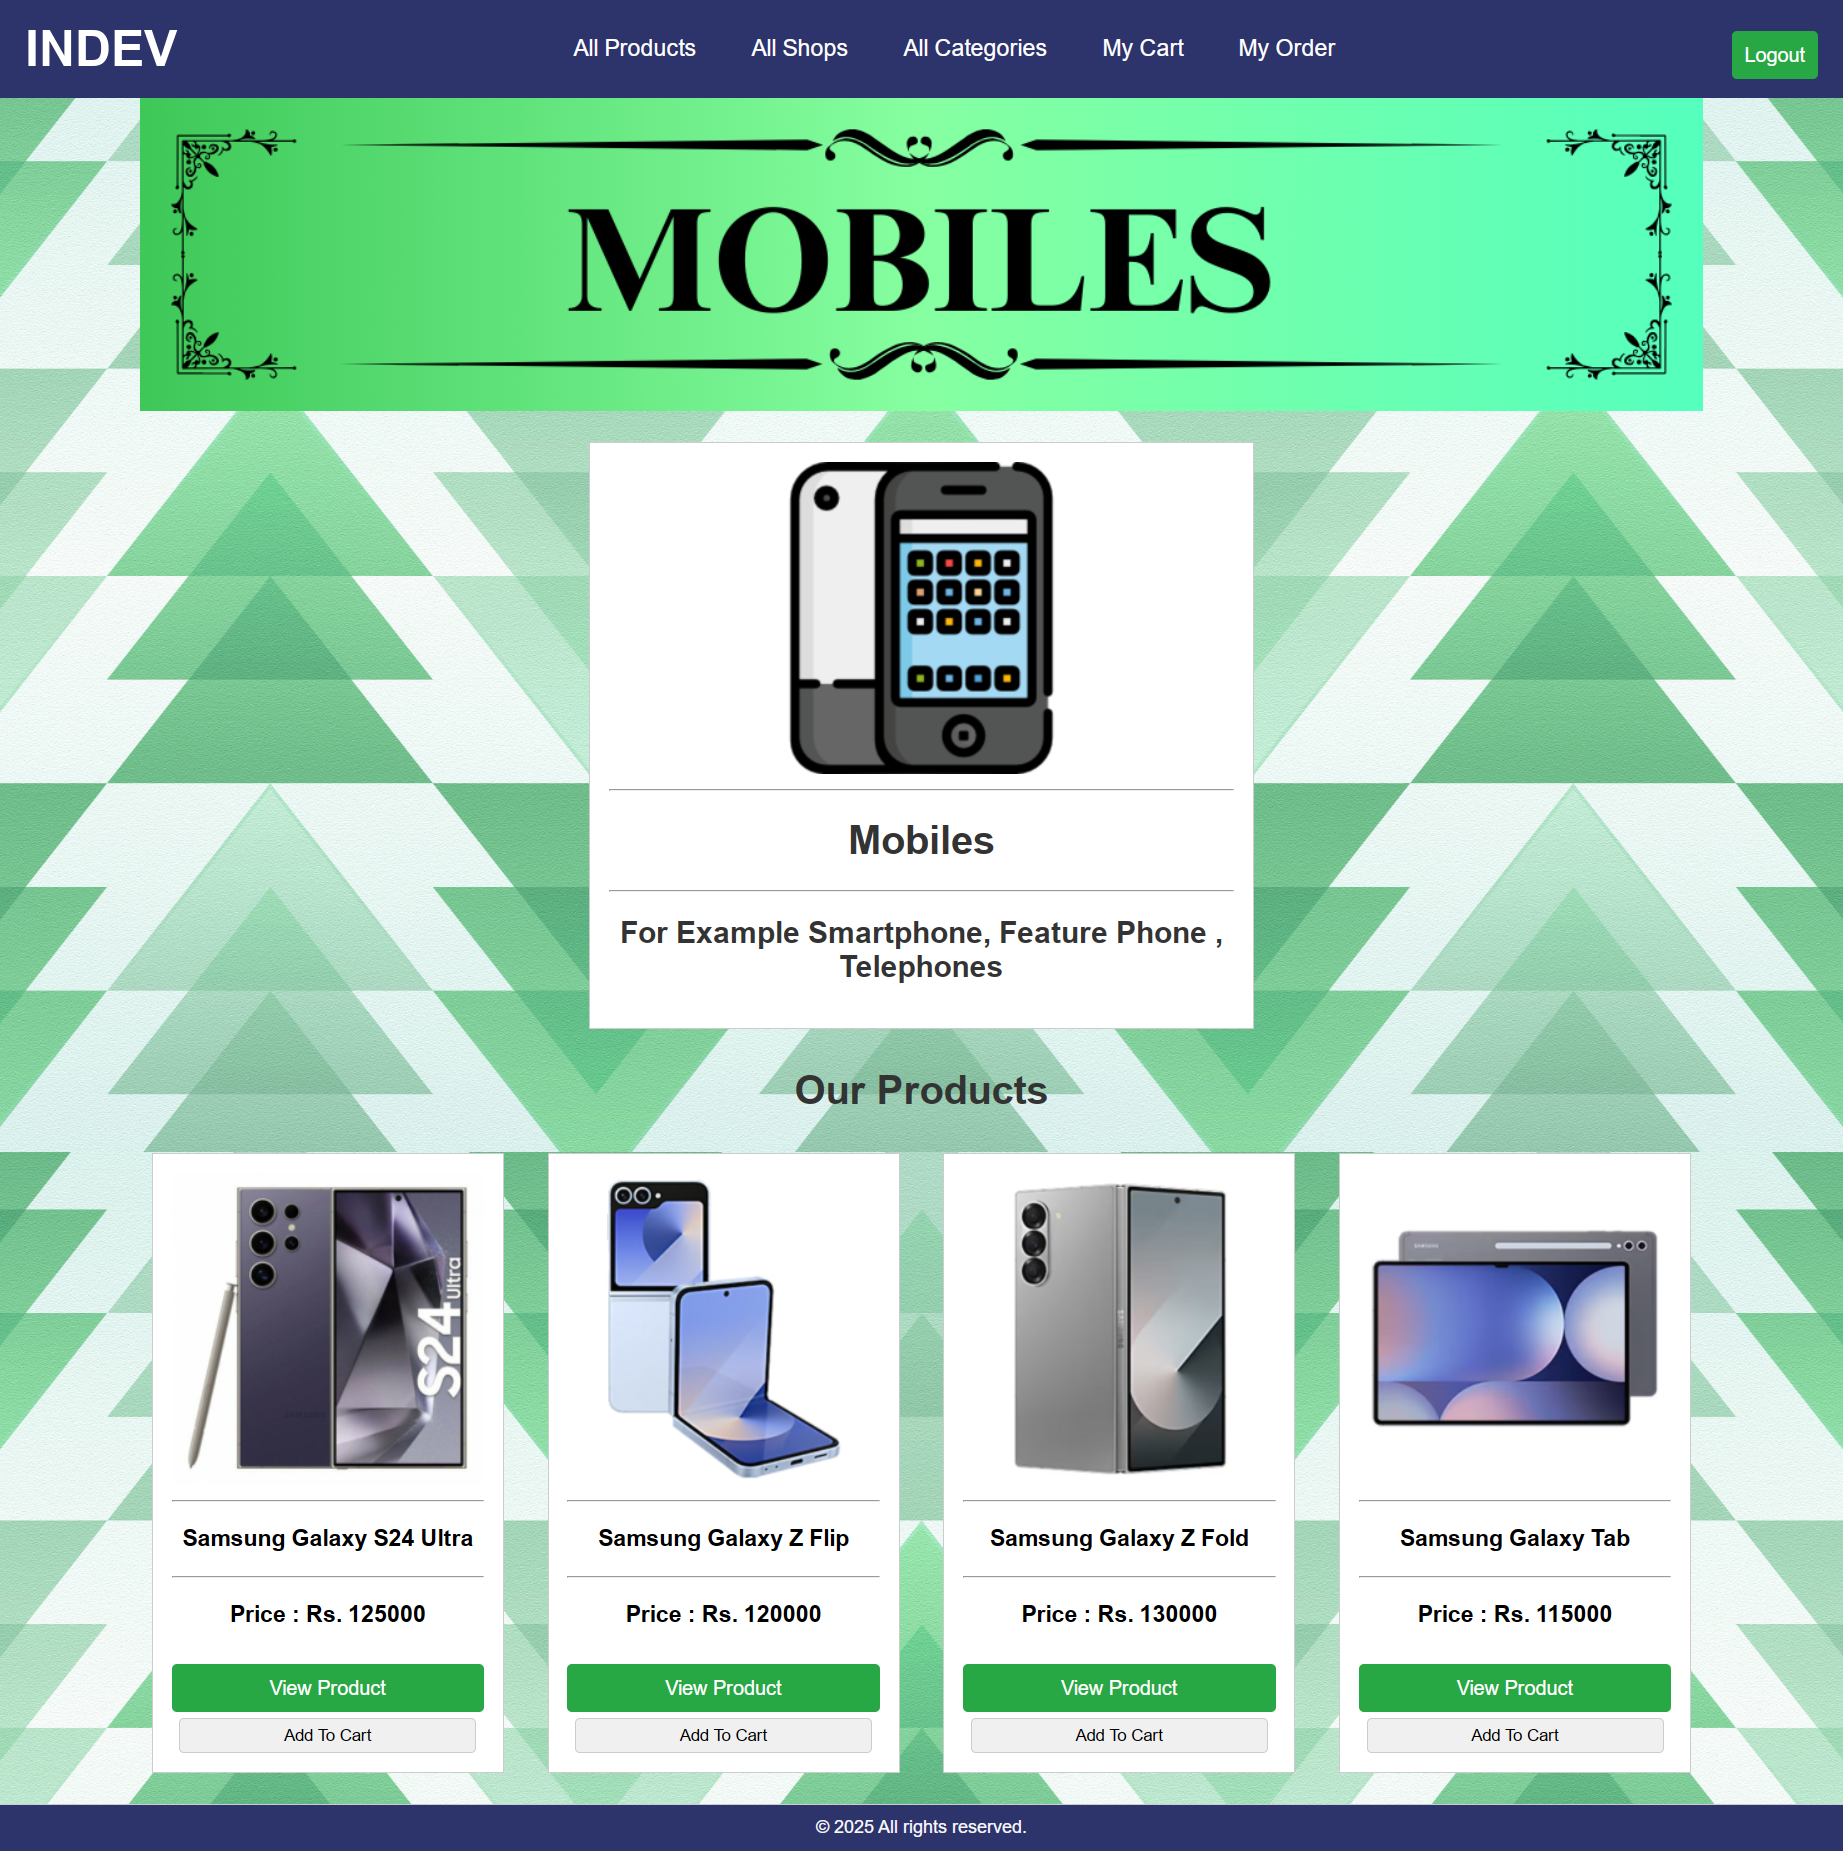 INDEV
All Products
All Shops
All Categories
My Cart
My Order
Logout
MOBILES
Mobiles
For Example Smartphone, Feature Phone ,
Telephones
Our Products
S24 Ultra
Samsung Galaxy S24 Ultra
Price : Rs. 125000
View Product
Add To Cart
Samsung Galaxy Z Flip
Price : Rs. 120000
View Product
Add To Cart
Samsung Galaxy Z Fold
Price : Rs. 130000
View Product
Add To Cart
Samsung Galaxy Tab
Price : Rs. 115000
View Product
Add To Cart
© 2025 All rights reserved.